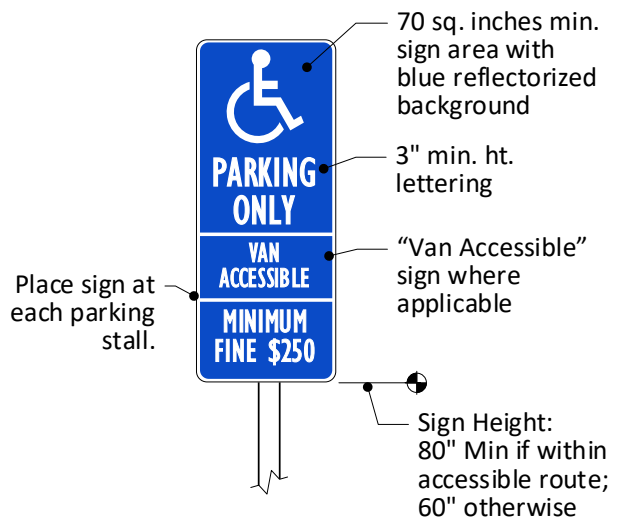 70 sq. inches min.
sign area with
blue reflectorized
background
PARKING
ONLY
3" min. ht.
lettering
VAN
ACCESSIBLE
“Van Accessible”
sign where
applicable
Place sign at
each parking
stall.
MINIMUM
FINE $250
Sign Height:
80" Min if within
accessible route;
60" otherwise